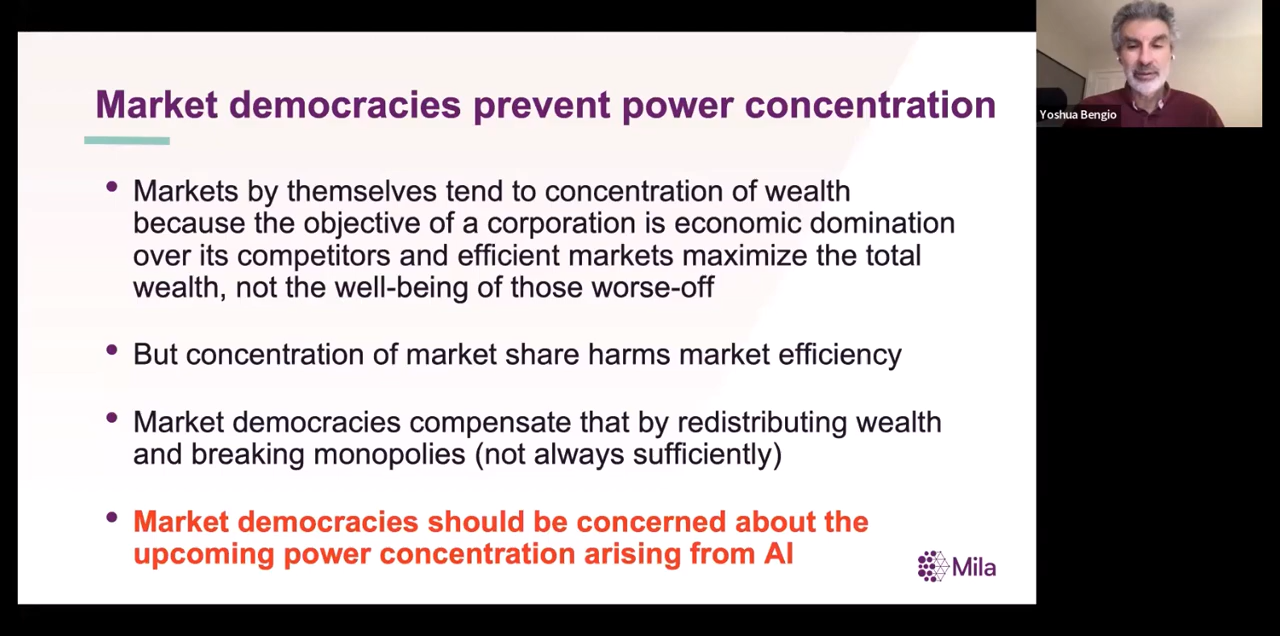 Market democracies prevent power concentration
• Markets by themselves tend to concentration of wealth
because the objective of a corporation is economic domination
over its competitors and efficient markets maximize the total
wealth, not the well-being of those worse-off
• But concentration of market share harms market efficiency
• Market democracies compensate that by redistributing wealth
and breaking monopolies (not always sufficiently)
• Market democracies should be concerned about the
upcoming power concentration arising from AI
Mila
Yoshua Bengio